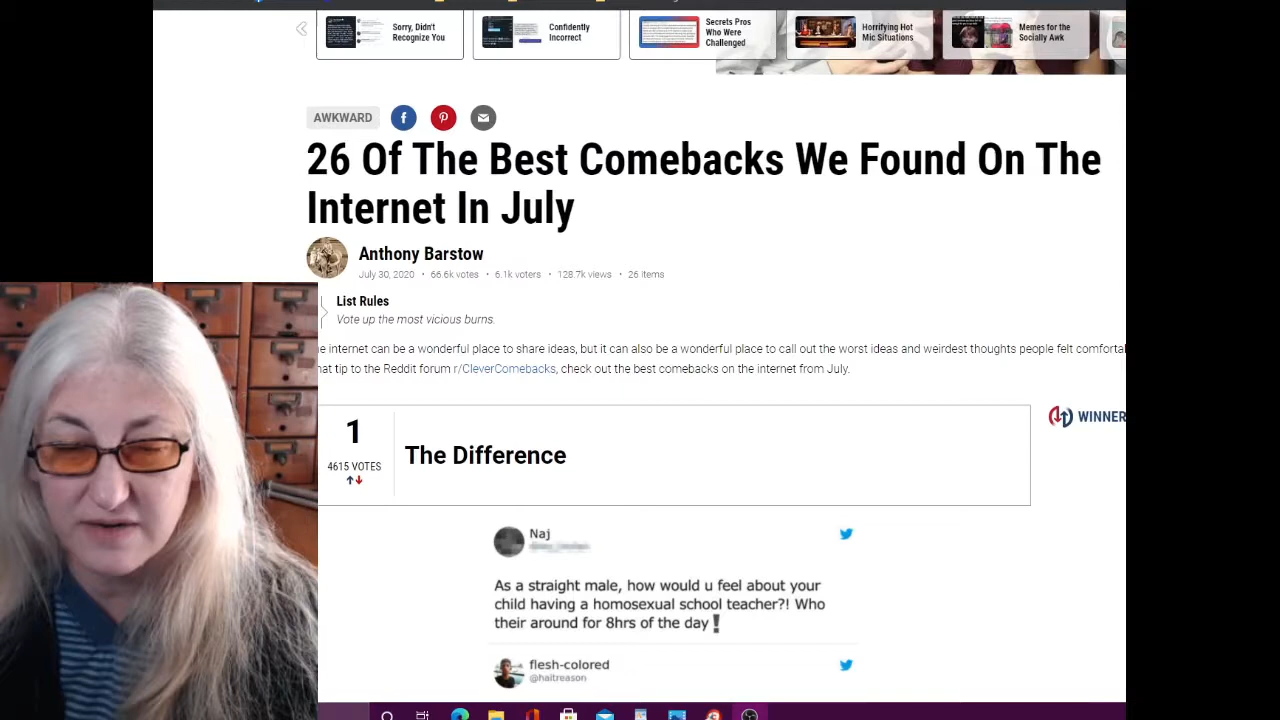 Sorry, Didn't
Recognize You
Confidently
Incorrect
Secrets Pros
Who Were
Challenged
Horrifying Hot
Mic Situations
Memes for the
Socially Awk
AWKWARD
26 Of The Best Comebacks We Found On The
Internet In July
Anthony Barstow
July 30, 2020 • 66.6k votes • 6.1k voters • 128.7k views • 26 items
List Rules
Vote up the most vicious burns.
internet can be a wonderful place to share ideas, but it can also be a wonderful place to call out the worst ideas and weirdest thoughts people felt
tip to the Reddit forum r/CleverComebacks, check out the best comebacks on the internet from July.
1
4615 VOTES
The Difference
WINNER
Naj
As a straight male, how would u feel about your
child having a homosexual school teacher?! Who
their around for 8hrs of the day!
flesh-colored
@haitreason